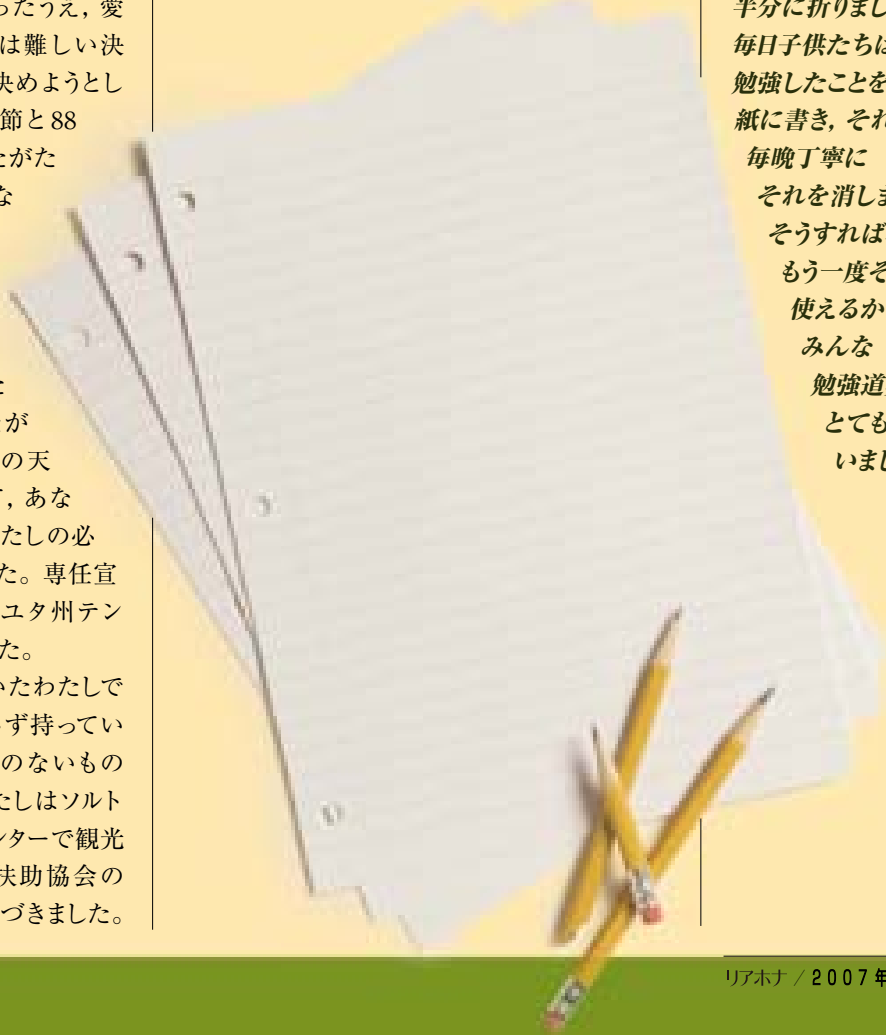 ったうえ，愛
は難しい決
決めようとし
節と88
たがた
な
が
の天
，あな
たしの必
た。専任宣
ユタ州テン
た。
いたわたしで
ず持ってい
のないもの
たしはソルト
ンターで観光
扶助協会の
づきました。
半分に折りまし
毎日子供たちは
勉強したことを
紙に書き，それ
毎晩丁寧に
それを消しま
そうすれば
もう一度そ
使えるか
みんな
勉強道
とても
いまし
リアホナ／2007年